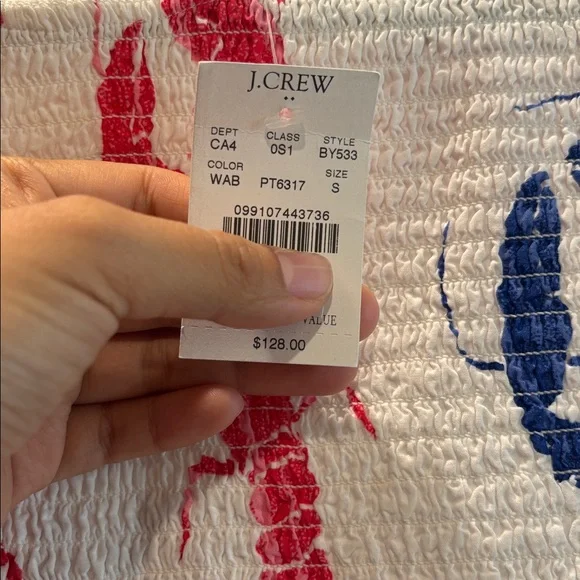 J.CREW
DEPT CLASS STYLE
CA4 0S1 BY533
COLOR SIZE
WAB PT6317 S
099107443736
VALUE
$128.00